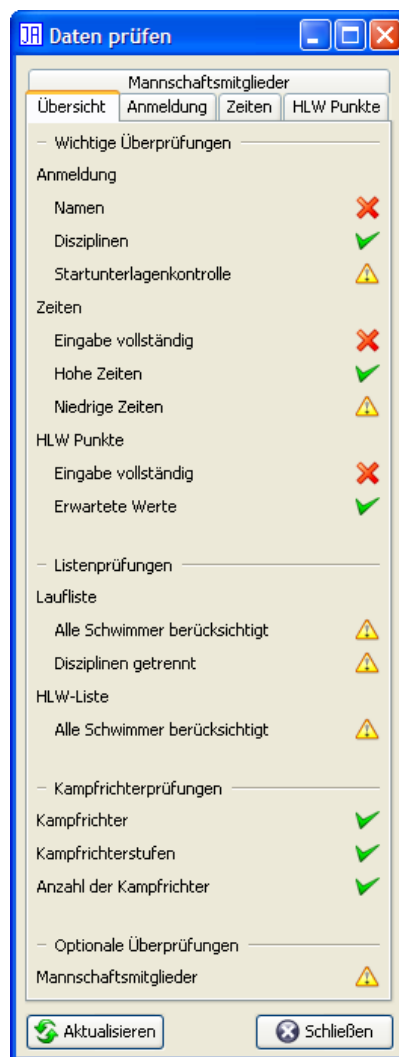 JA Daten prüfen
Mannschaftsmitglieder
Übersicht Anmeldung Zeiten HLW Punkte
Wichtige Überprüfungen
Anmeldung
Namen
Disziplinen
Startunterlagenkontrolle
Zeiten
Eingabe vollständig
Hohe Zeiten
Niedrige Zeiten
HLW Punkte
Eingabe vollständig
Erwartete Werte
Listenprüfungen
Laufliste
Alle Schwimmer berücksichtigt
Disziplinen getrennt
HLW-Liste
Alle Schwimmer berücksichtigt
Kampfrichterprüfungen
Kampfrichter
Kampfrichterstufen
Anzahl der Kampfrichter
Optionale Überprüfungen
Mannschaftsmitglieder
Aktualisieren Schließen